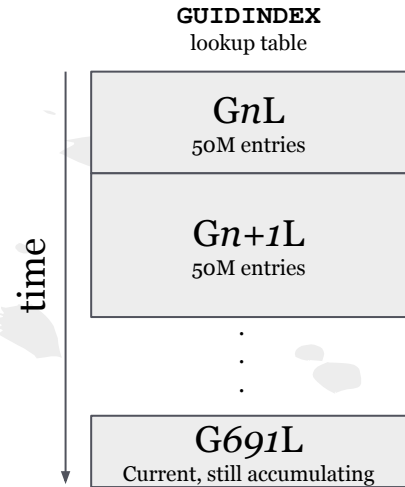 GUIDINDEX
lookup table
time
GnL
50M entries
Gn+1L
50M entries
.
.
.
G691L
Current, still accumulating